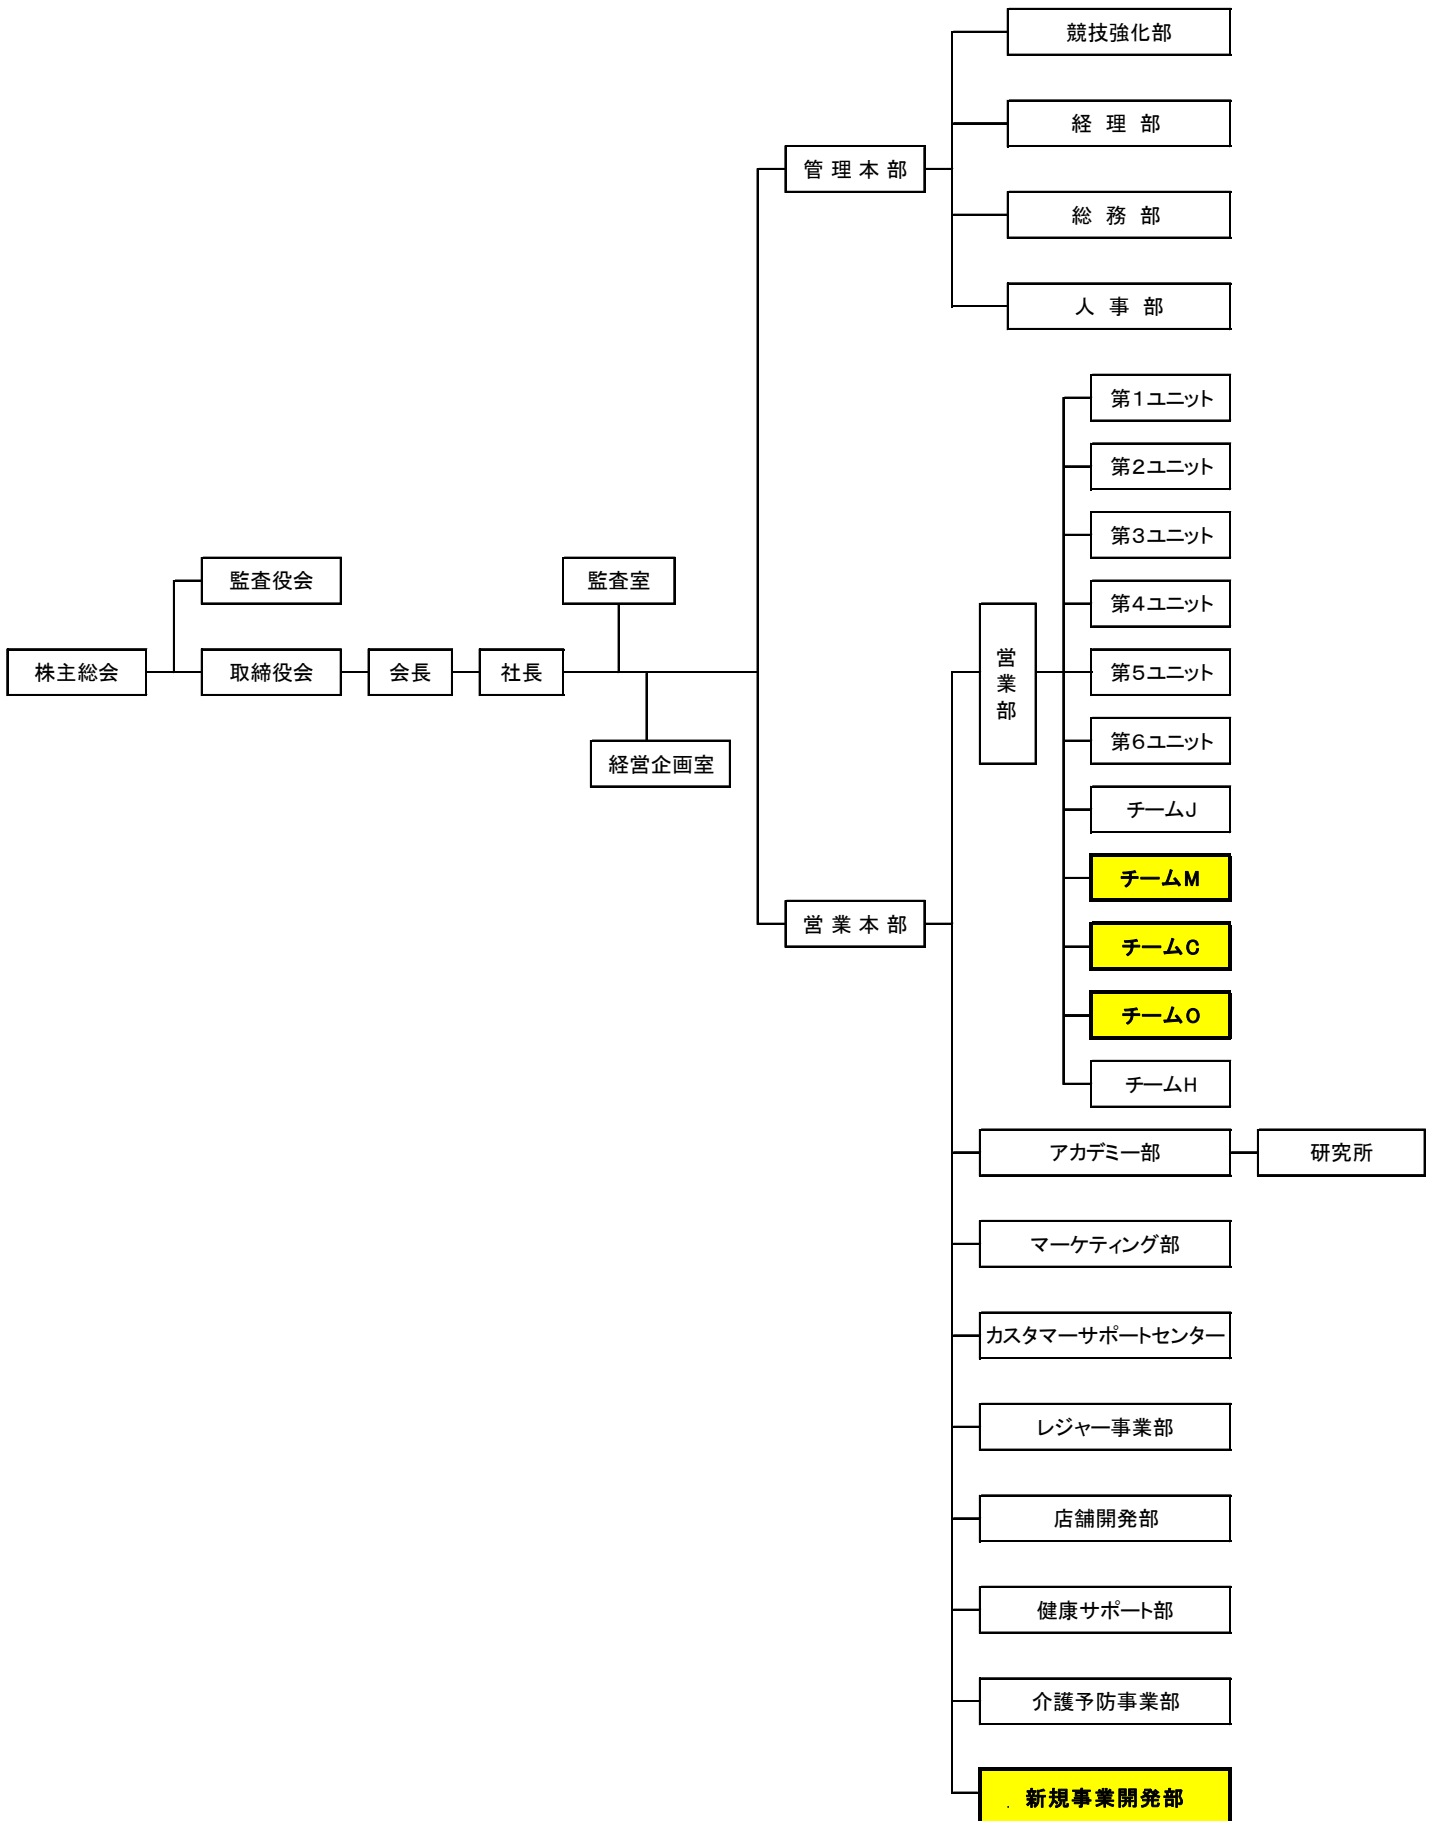 競技強化部
経 理 部
管 理 本 部
総 務 部
人 事 部
第1ユニット
第2ユニット
第3ユニット
監査役会
監査室
第4ユニット
株主総会
取締役会
会長
社長
営業部
第5ユニット
第6ユニット
経営企画室
チームJ
チームM
営 業 本 部
チームC
チームO
チームH
アカデミー部
研究所
マーケティング部
カスタマーサポートセンター
レジャー事業部
店舗開発部
健康サポート部
介護予防事業部
新規事業開発部